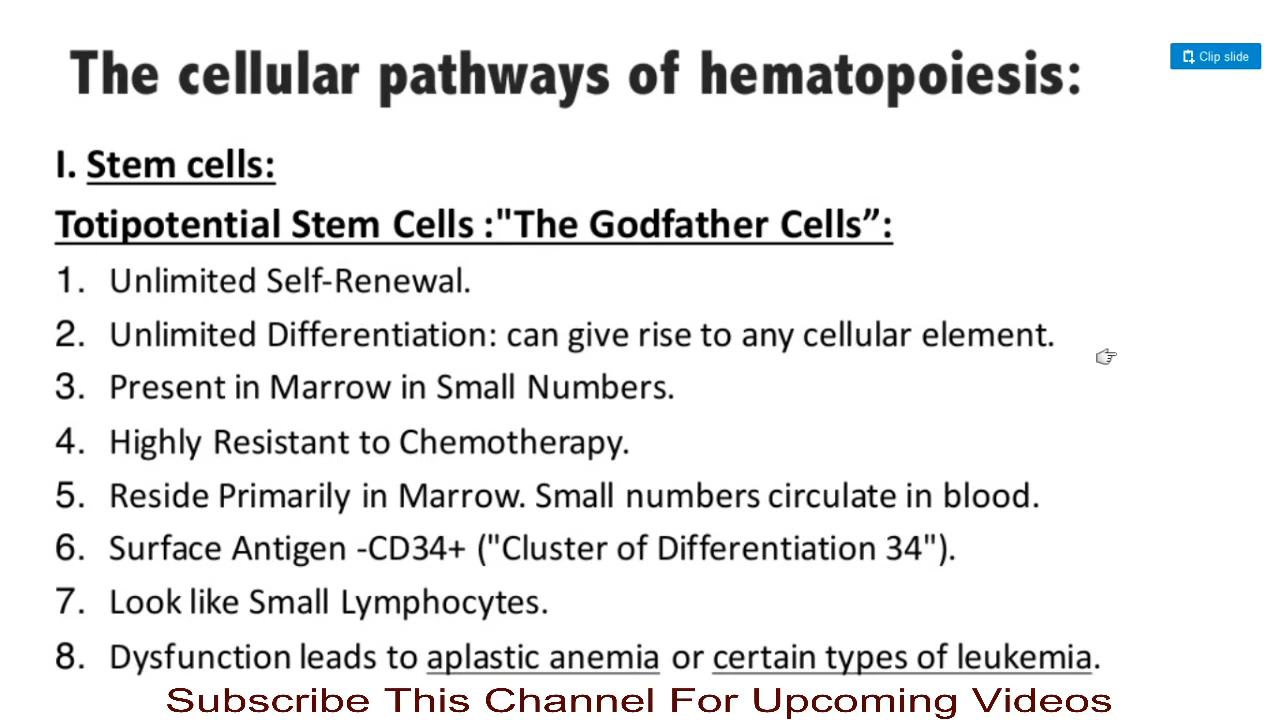 The cellular pathways of hematopoiesis:
Clip slide
I. Stem cells:
Totipotential Stem Cells :"The Godfather Cells”:
1. Unlimited Self-Renewal.
2. Unlimited Differentiation: can give rise to any cellular element.
3. Present in Marrow in Small Numbers.
4. Highly Resistant to Chemotherapy.
5. Reside Primarily in Marrow. Small numbers circulate in blood.
6. Surface Antigen -CD34+ ("Cluster of Differentiation 34").
7. Look like Small Lymphocytes.
8. Dysfunction leads to aplastic anemia or certain types of leukemia.
Subscribe This Channel For Upcoming Videos